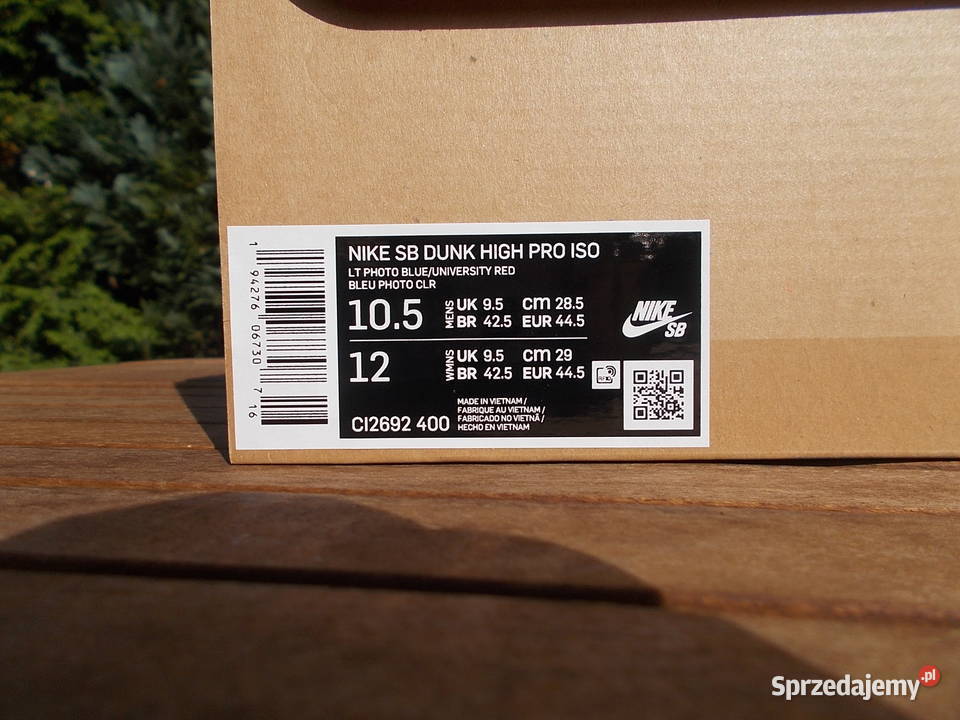 NIKE SB DUNK HIGH PRO ISO
LT PHOTO BLUE/UNIVERSITY RED
BLEU PHOTO CLR
10.5 MENS UK 9.5 cm 28.5
BR 42.5 EUR 44.5
12 WMNS UK 9.5 cm 29
BR 42.5 EUR 44.5
MADE IN VIETNAM /
FABRIQUE AU VIETNAM /
FABRICADO NO VIETNÃ /
HECHO EN VIETNAM
CI2692 400
NIKE
SB
1 94276 06730 7 16
Sprzedajemy.pl